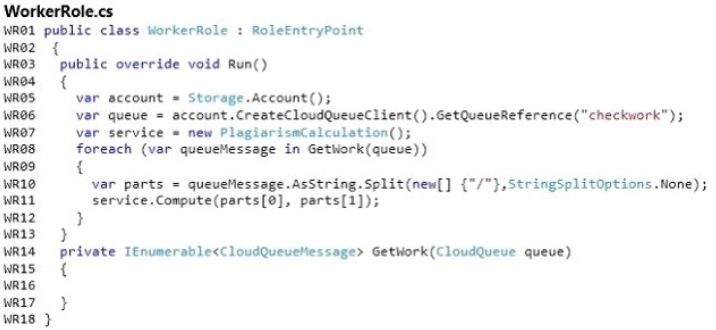 WorkerRole.cs
WR01 public class WorkerRole : RoleEntryPoint
WR02 {
WR03 public override void Run()
WR04 {
WR05 var account = Storage.Account();
WR06 var queue = account.CreateCloudQueueClient().GetQueueReference("checkwork");
WR07 var service = new PlagiarismCalculation();
WR08 foreach (var queueMessage in GetWork(queue))
WR09 {
WR10 var parts = queueMessage.AsString.Split(new[] {"/"},StringSplitOptions.None);
WR11 service.Compute(parts[0], parts[1]);
WR12 }
WR13 }
WR14 private IEnumerable<CloudQueueMessage> GetWork(CloudQueue queue)
WR15 {
WR16
WR17 }
WR18 }